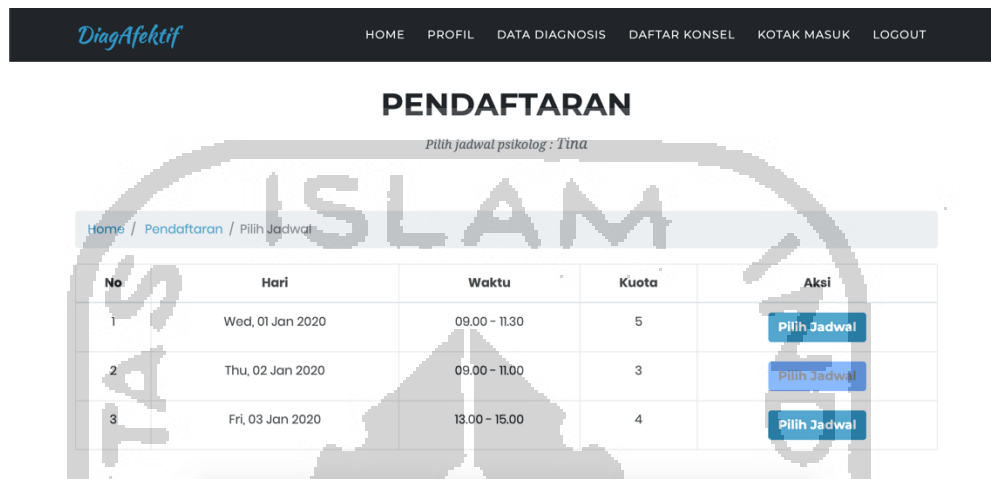 DiagAfektif HOME PROFIL DATA DIAGNOSIS DAFTAR KONSEL KOTAK MASUK LOGOUT
PENDAFTARAN
Pilih jadwal psikolog : Tina
ISLAM
Home / Pendaftaran / Pilih Jadwal
No Hari Waktu Kuota Aksi
1 Wed, 01 Jan 2020 09.00 - 11.30 5 Pilih Jadwal
2 Thu, 02 Jan 2020 09.00 - 11.00 3 Pilih Jadwal
3 Fri, 03 Jan 2020 13.00 - 15.00 4 Pilih Jadwal
TAS